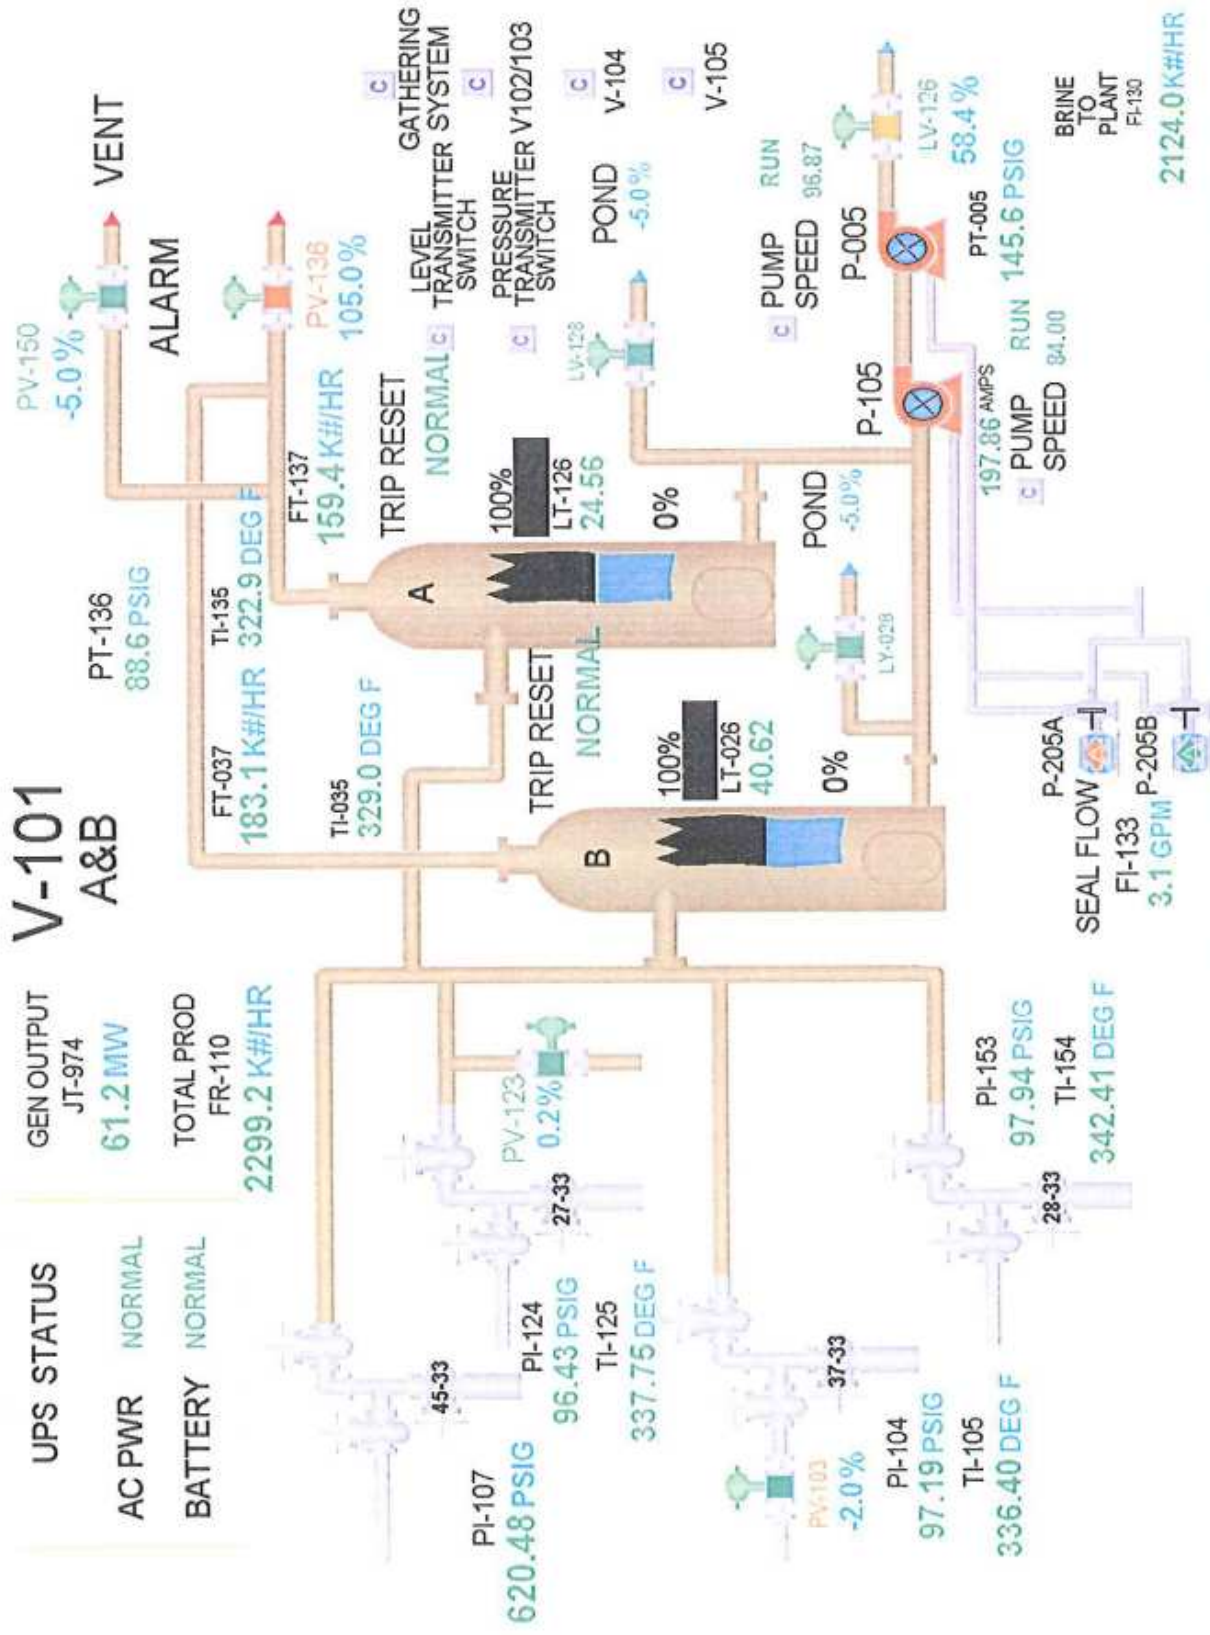 V-101
A&B
UPS STATUS
AC PWR NORMAL
BATTERY NORMAL
GEN OUTPUT
JT-974
61.2 MW
TOTAL PROD
FR-110
2299.2 K#/HR
PV-150
-5.0%
VENT
ALARM
PT-136
88.6 PSIG
FT-037
183.1 K#/HR
TI-135
322.9 DEG F
TI-035
329.0 DEG F
FT-137
159.4 K#/HR
PV-136
105.0%
TRIP RESET
NORMAL
C
GATHERING
SYSTEM
C
LEVEL
TRANSMITTER
SWITCH
C
V102/103
C
PRESSURE
TRANSMITTER
SWITCH
C
V-104
C
V-105
A
100%
LT-126
24.56
0%
TRIP RESET
NORMAL
B
100%
LT-026
40.62
0%
LV-128
POND
-5.0%
POND
-5.0%
LY-028
C
PUMP
SPEED
RUN
96.87
P-005
LV-126
58.4%
PT-005
145.6 PSIG
P-105
197.86 AMPS
C
PUMP
SPEED
RUN
84.00
BRINE
TO
PLANT
FI-130
2124.0 K#/HR
P-205A
SEAL FLOW
FI-133
3.1 GPM
P-205B
45-33
PI-107
620.48 PSIG
27-33
PV-123
0.2%
PI-124
96.43 PSIG
TI-125
337.75 DEG F
37-33
PV-103
-2.0%
PI-104
97.19 PSIG
TI-105
336.40 DEG F
28-33
PI-153
97.94 PSIG
TI-154
342.41 DEG F